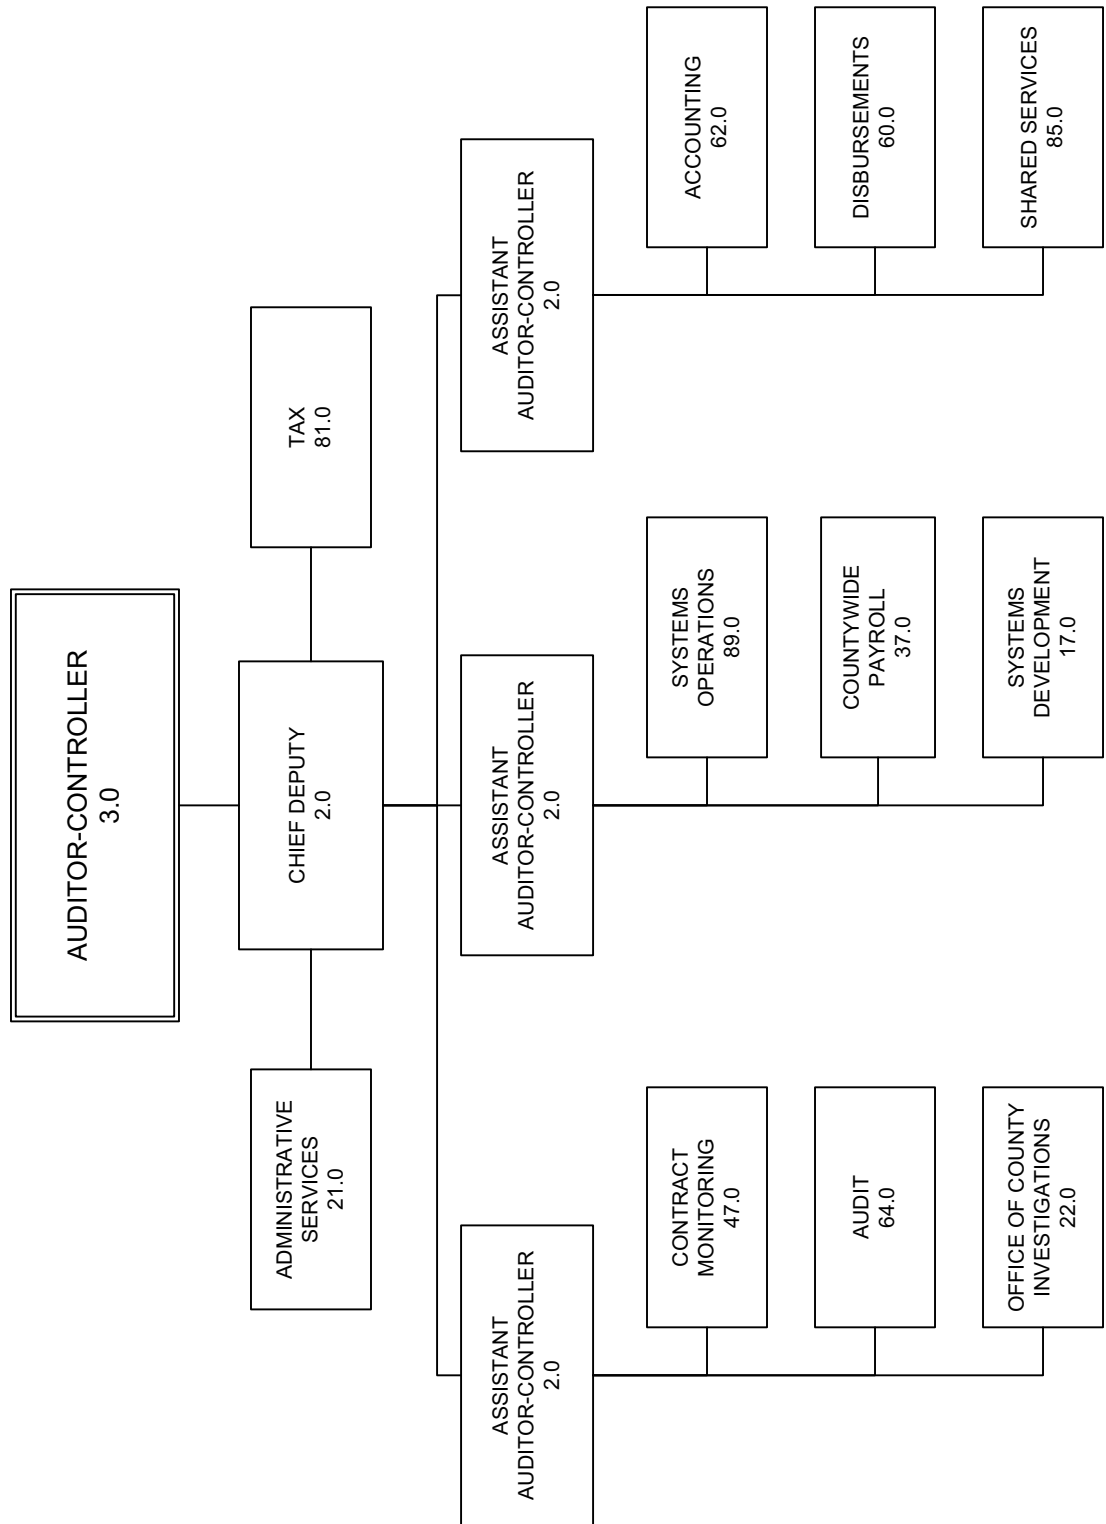 AUDITOR-CONTROLLER
3.0
ADMINISTRATIVE
SERVICES
21.0
CHIEF DEPUTY
2.0
TAX
81.0
ASSISTANT
AUDITOR-CONTROLLER
2.0
ASSISTANT
AUDITOR-CONTROLLER
2.0
ASSISTANT
AUDITOR-CONTROLLER
2.0
CONTRACT
MONITORING
47.0
SYSTEMS
OPERATIONS
89.0
ACCOUNTING
62.0
AUDIT
64.0
COUNTYWIDE
PAYROLL
37.0
DISBURSEMENTS
60.0
OFFICE OF COUNTY
INVESTIGATIONS
22.0
SYSTEMS
DEVELOPMENT
17.0
SHARED SERVICES
85.0